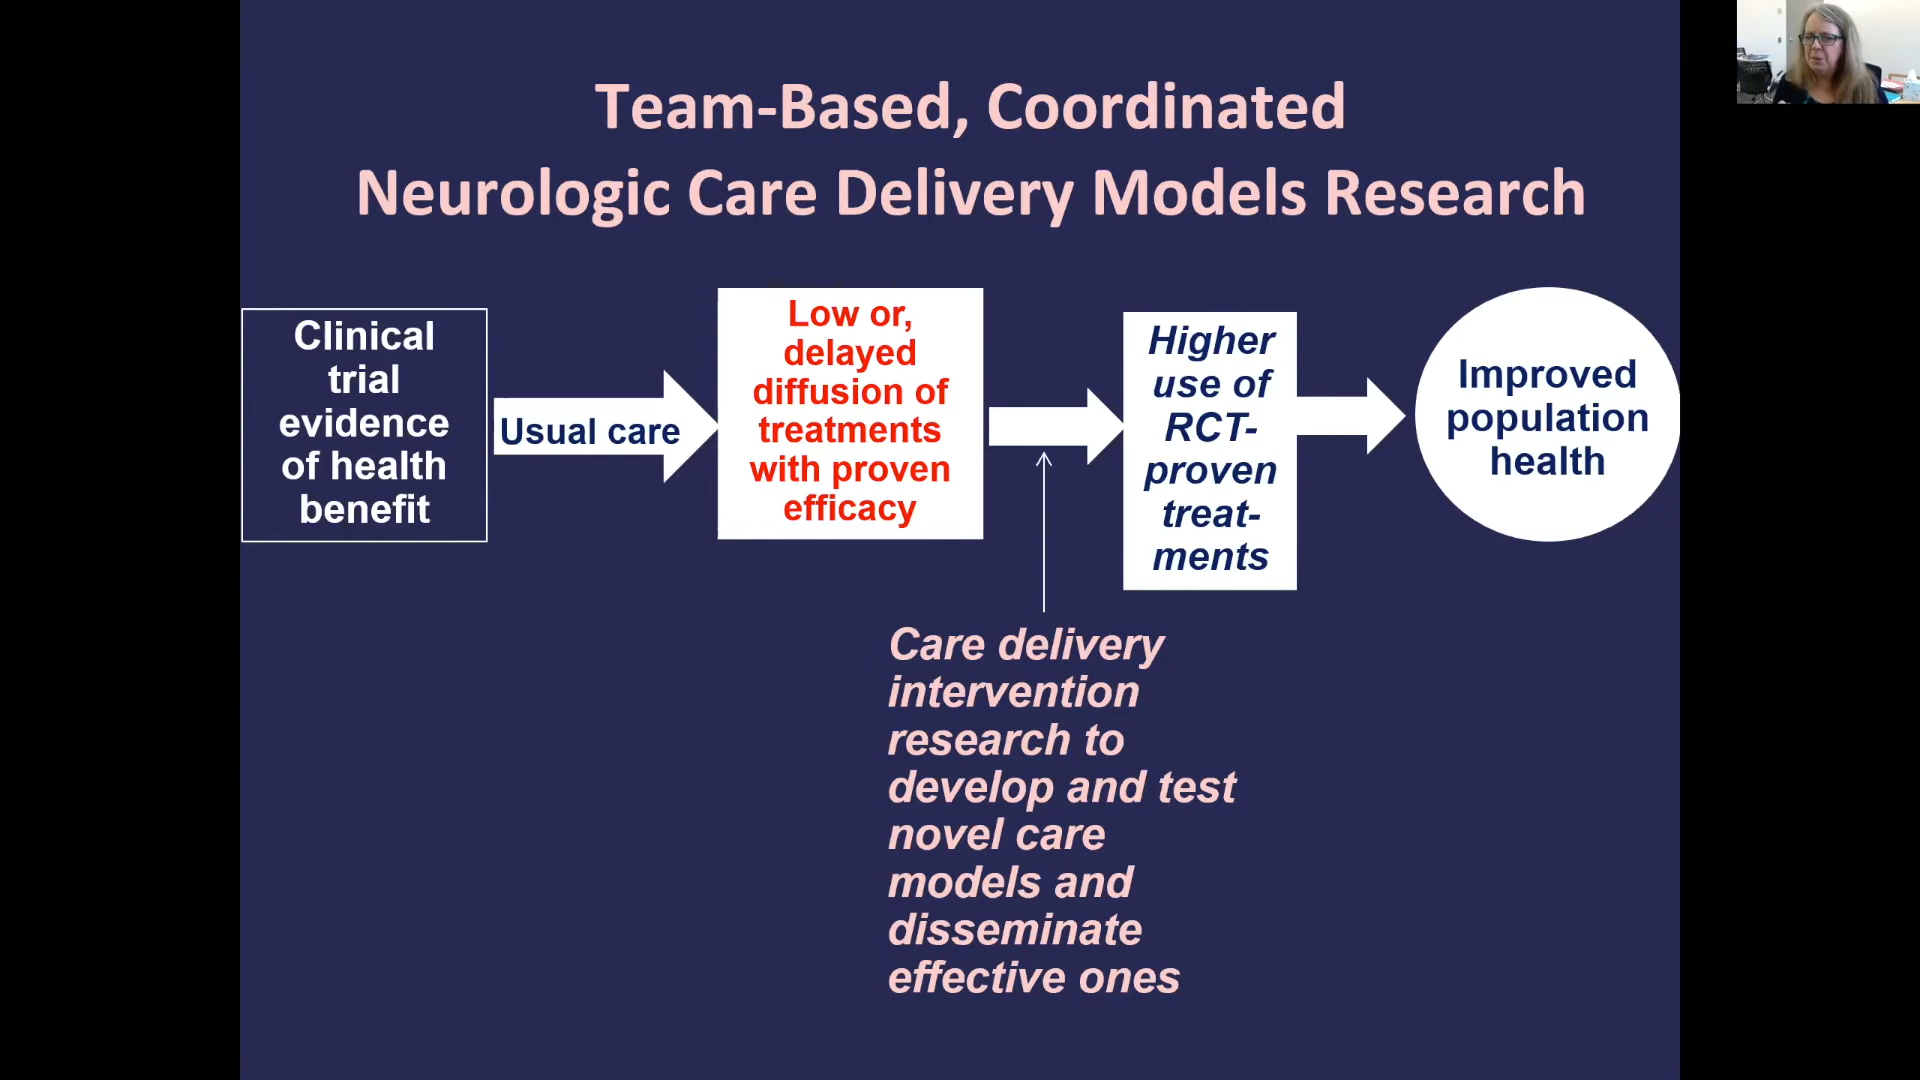 Team-Based, Coordinated
Neurologic Care Delivery Models Research
Clinical
trial
evidence
of health
benefit
Usual care
Low or,
delayed
diffusion of
treatments
with proven
efficacy
Higher
use of
RCT-
proven
treat-
ments
Improved
population
health
Care delivery
intervention
research to
develop and test
novel care
models and
disseminate
effective ones